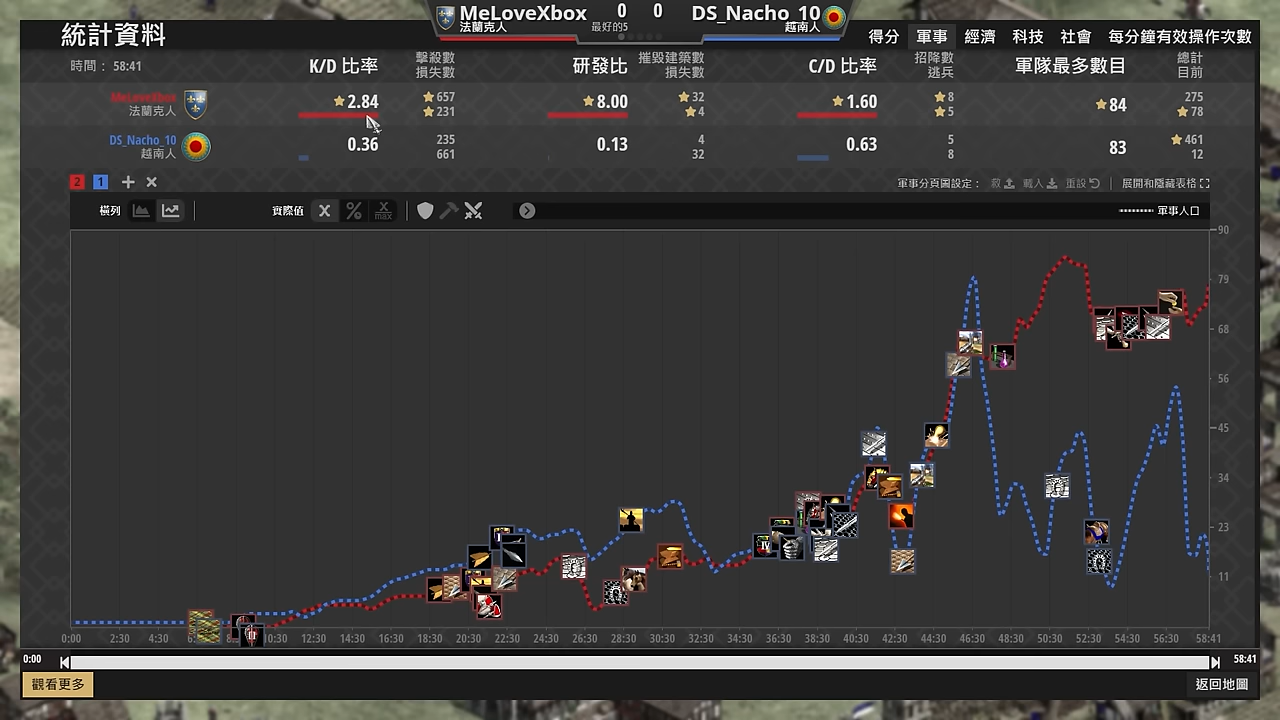 MeLoveXbox 0 0 DS_Nacho_10
法蘭克人 最好的5 越南人
統計資料
得分 軍事 經濟 科技 社會 每分鐘有效操作次數
時間： 58:41
K/D 比率 擊殺數 損失數 研發比 摧毀建築數 損失數 C/D 比率 招降數 逃兵 軍隊最多數目 總計 目前
MeLoveXbox 法蘭克人 2.84 657 231 8.00 32 4 1.60 8 5 84 275 78
DS_Nacho_10 越南人 0.36 235 661 0.13 4 32 0.63 5 8 83 461 12
2 1
軍事分頁圖設定： 載入 重設 | 展開和隱藏表格
橫列 實際值 X % X max 軍事人口
90
79
68
56
45
34
23
11
0:00 2:30 4:30 10:30 12:30 14:30 16:30 18:30 20:30 22:30 24:30 26:30 28:30 30:30 32:30 34:30 36:30 38:30 40:30 42:30 44:30 46:30 48:30 50:30 52:30 54:30 56:30 58:41
0:00 58:41
觀看更多 返回地圖